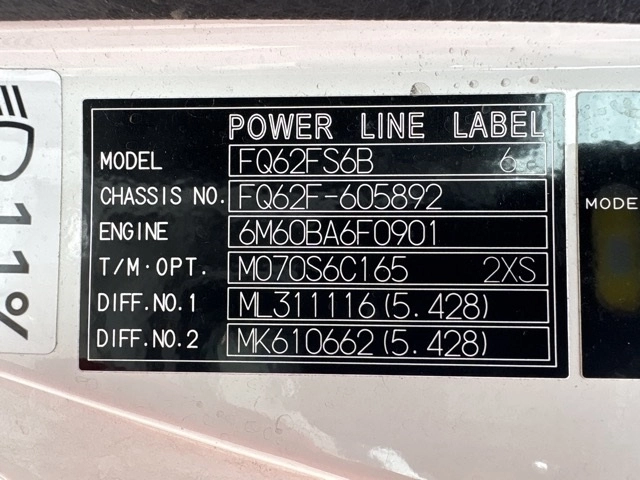 POWER LINE LABEL
MODEL FQ62FS6B 6
CHASSIS NO. FQ62F-605892
ENGINE 6M60BA6F0901
T/M·OPT. M070S6C165 2XS
DIFF.NO.1 ML311116(5.428)
DIFF.NO.2 MK610662(5.428)
MODE
11%